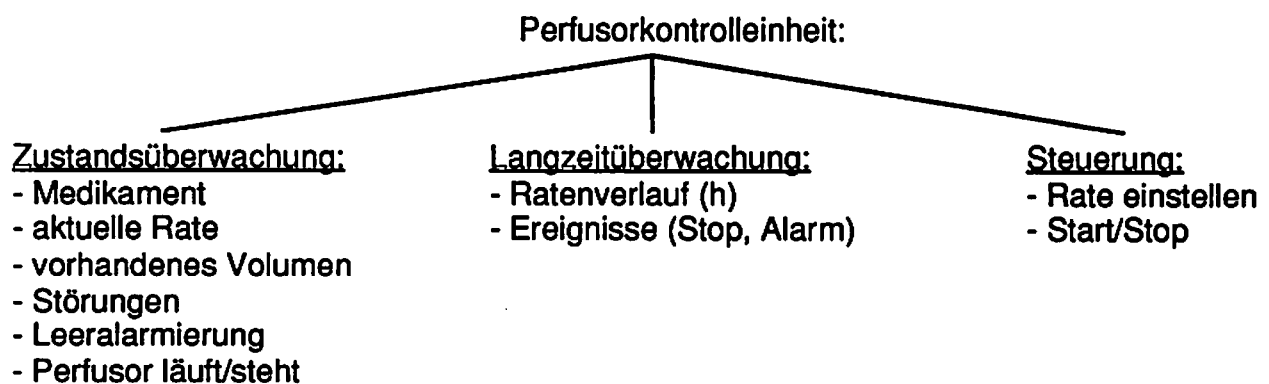 Perfusorkontrolleinheit:
Zustandsüberwachung:
- Medikament
- aktuelle Rate
- vorhandenes Volumen
- Störungen
- Leeralarmierung
- Perfusor läuft/steht
Langzeitüberwachung:
- Ratenverlauf (h)
- Ereignisse (Stop, Alarm)
Steuerung:
- Rate einstellen
- Start/Stop